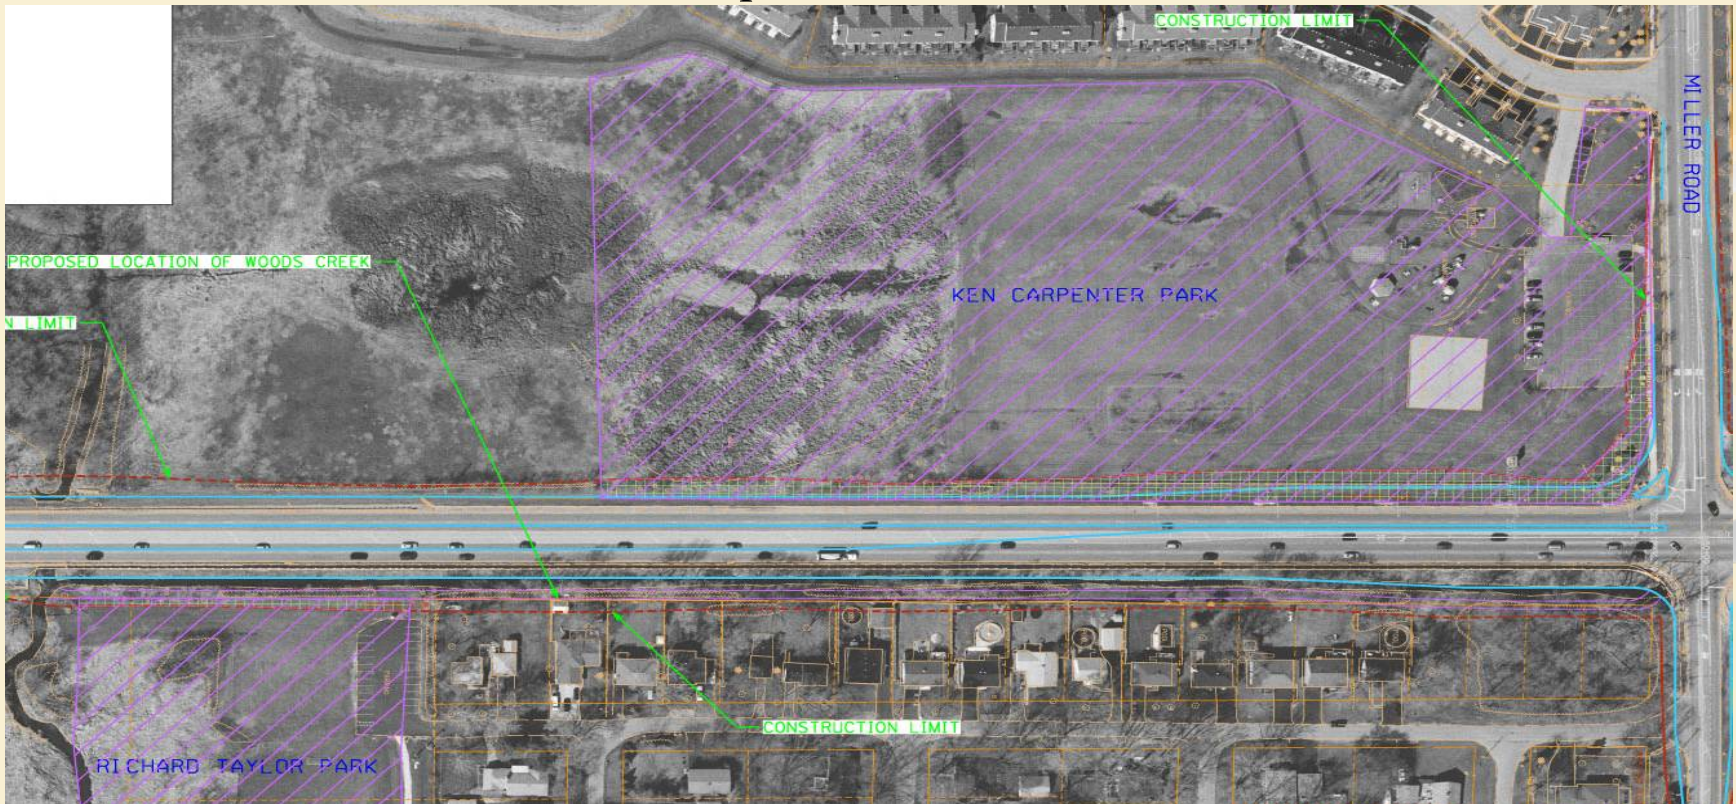 CONSTRUCTION LIMIT
MILLER ROAD
PROPOSED LOCATION OF WOODS CREEK
KEN CARPENTER PARK
N LIMIT
CONSTRUCTION LIMIT
RICHARD TAYLOR PARK